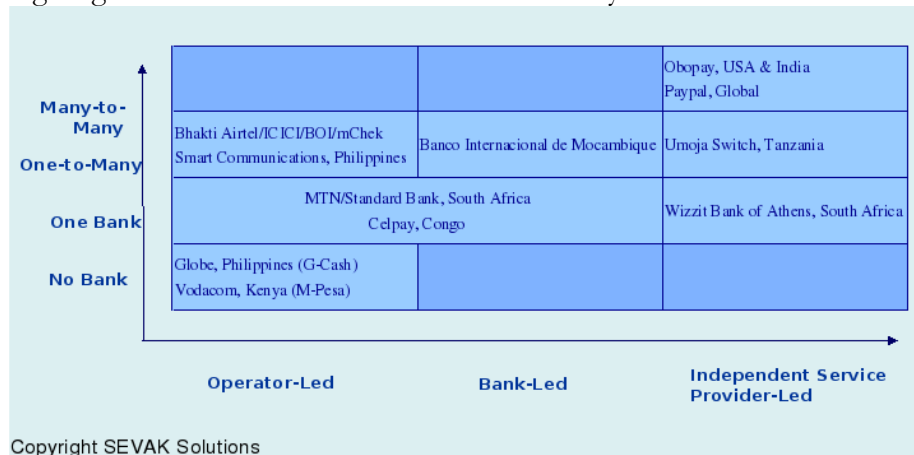 Obopay, USA & India
Paypal, Global
Many-to-
Many
Bhakti Airtel/ICICI/BOI/mChek
Smart Communications, Philippines
Banco Internacional de Mocambique
Umoja Switch, Tanzania
One-to-Many
MTN/Standard Bank, South Africa
Celpay, Congo
Wizzit Bank of Athens, South Africa
One Bank
Globe, Philippines (G-Cash)
Vodacom, Kenya (M-Pesa)
No Bank
Operator-Led
Bank-Led
Independent Service
Provider-Led
Copyright SEVAK Solutions